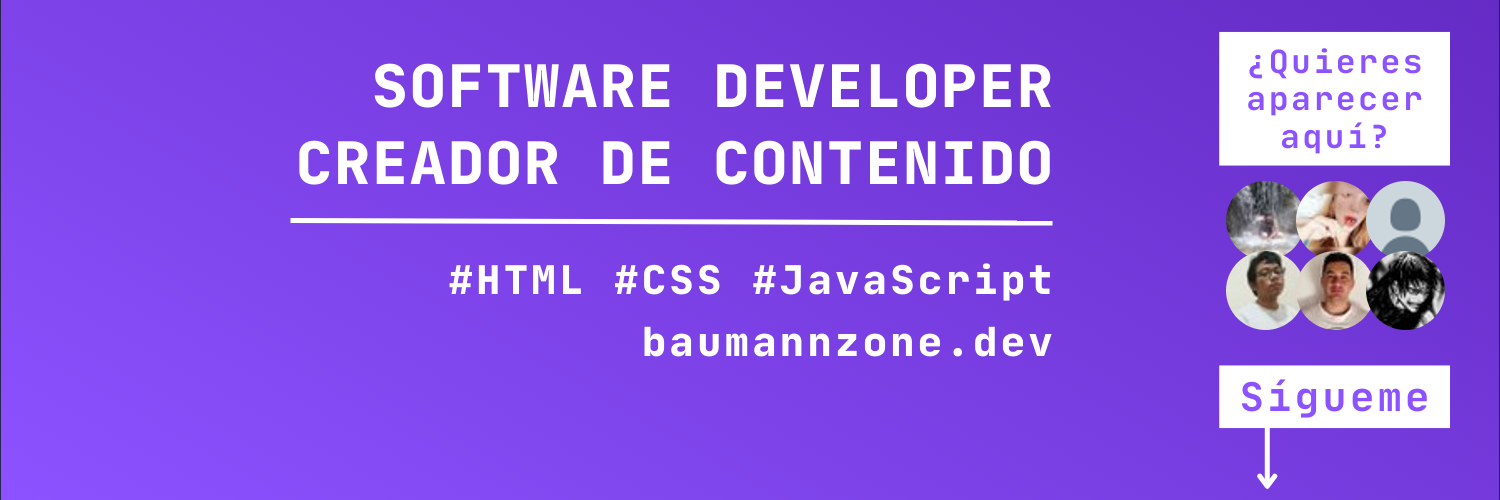 SOFTWARE DEVELOPER
CREADOR DE CONTENIDO
#HTML #CSS #JavaScript
baumannzone.dev
¿Quieres
aparecer
aquí?
Sígueme